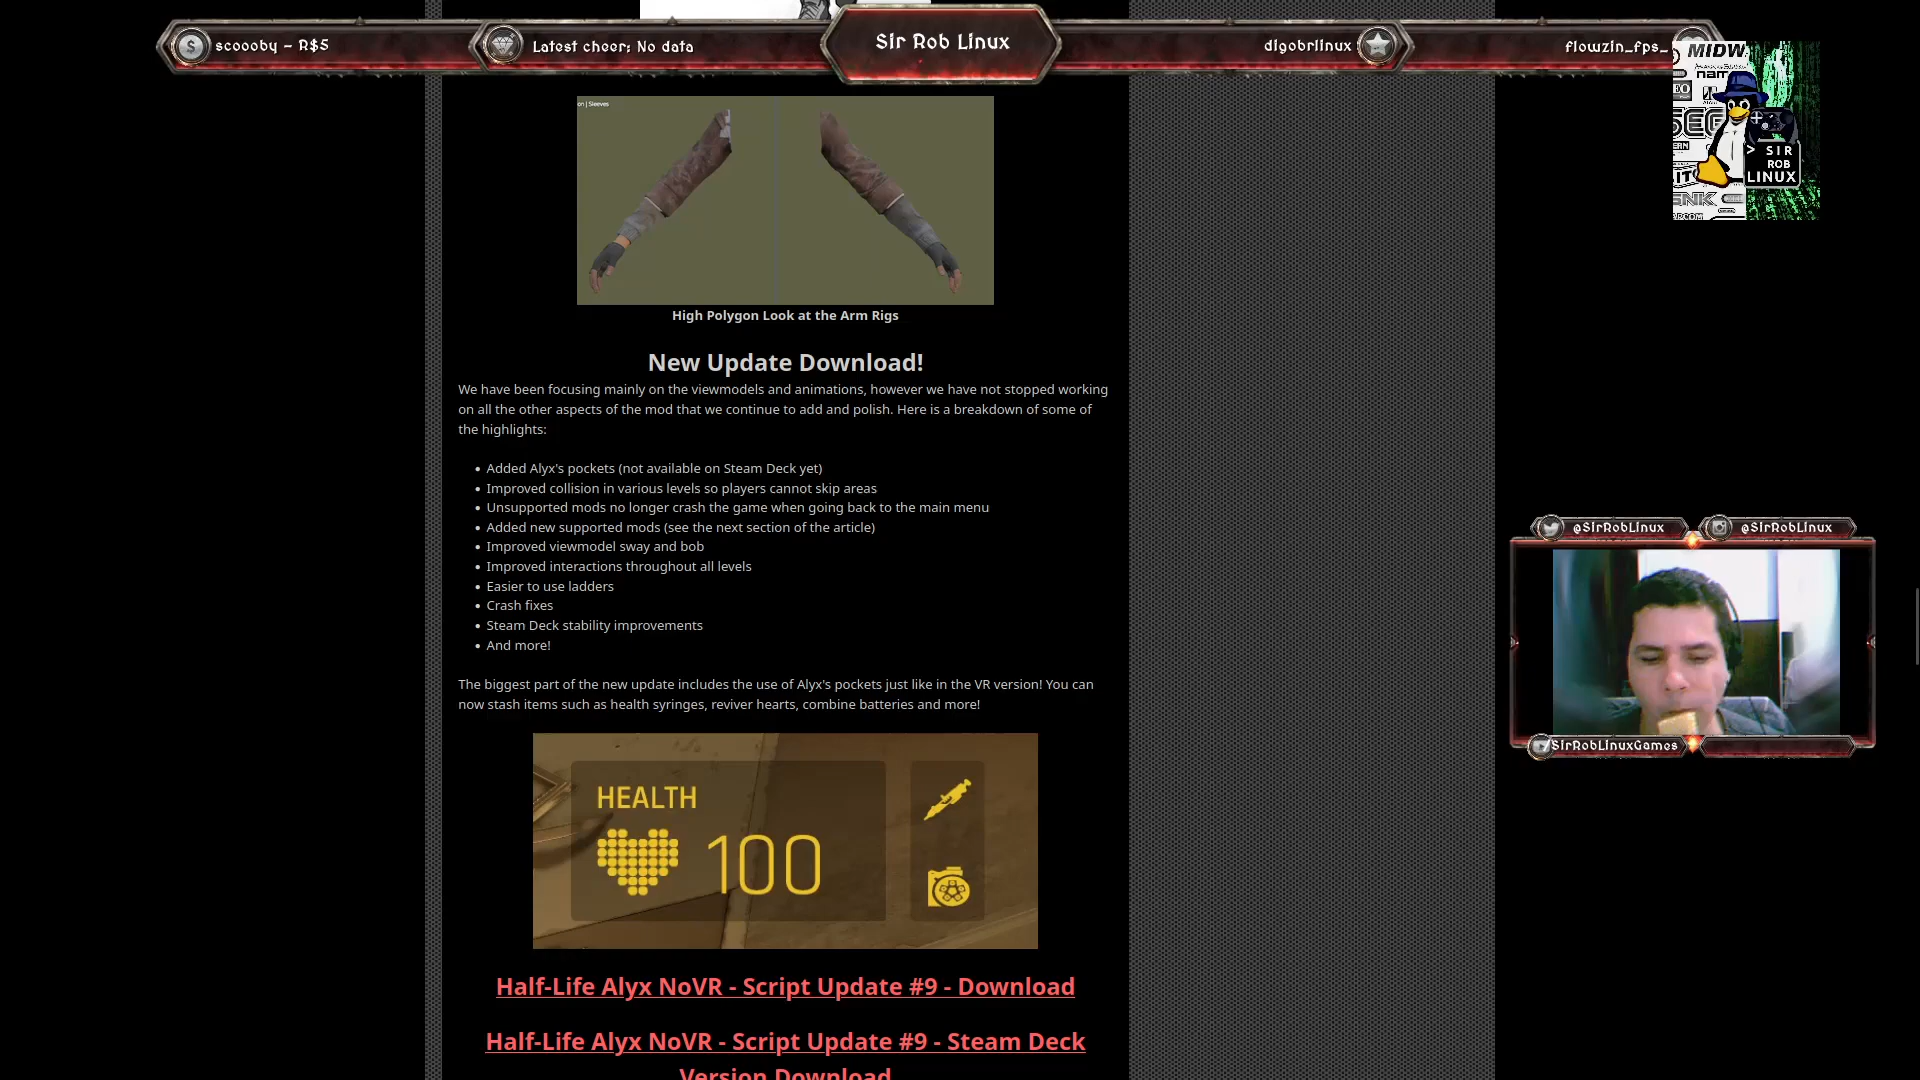 scoooby - R$5
Latest cheer: No data
Sir Rob Linux
digobrlinux
flowzin_fps_
MIDW
SEG
> SIR
ROB
LINUX
on | Sleeves
High Polygon Look at the Arm Rigs
New Update Download!
We have been focusing mainly on the viewmodels and animations, however we have not stopped working
on all the other aspects of the mod that we continue to add and polish. Here is a breakdown of some of
the highlights:
• Added Alyx's pockets (not available on Steam Deck yet)
• Improved collision in various levels so players cannot skip areas
• Unsupported mods no longer crash the game when going back to the main menu
• Added new supported mods (see the next section of the article)
• Improved viewmodel sway and bob
• Improved interactions throughout all levels
• Easier to use ladders
• Crash fixes
• Steam Deck stability improvements
• And more!
The biggest part of the new update includes the use of Alyx's pockets just like in the VR version! You can
now stash items such as health syringes, reviver hearts, combine batteries and more!
HEALTH
100
Half-Life Alyx NoVR - Script Update #9 - Download
Half-Life Alyx NoVR - Script Update #9 - Steam Deck
Version Download
@SirRobLinux
@SirRobLinux
SirRobLinuxGames